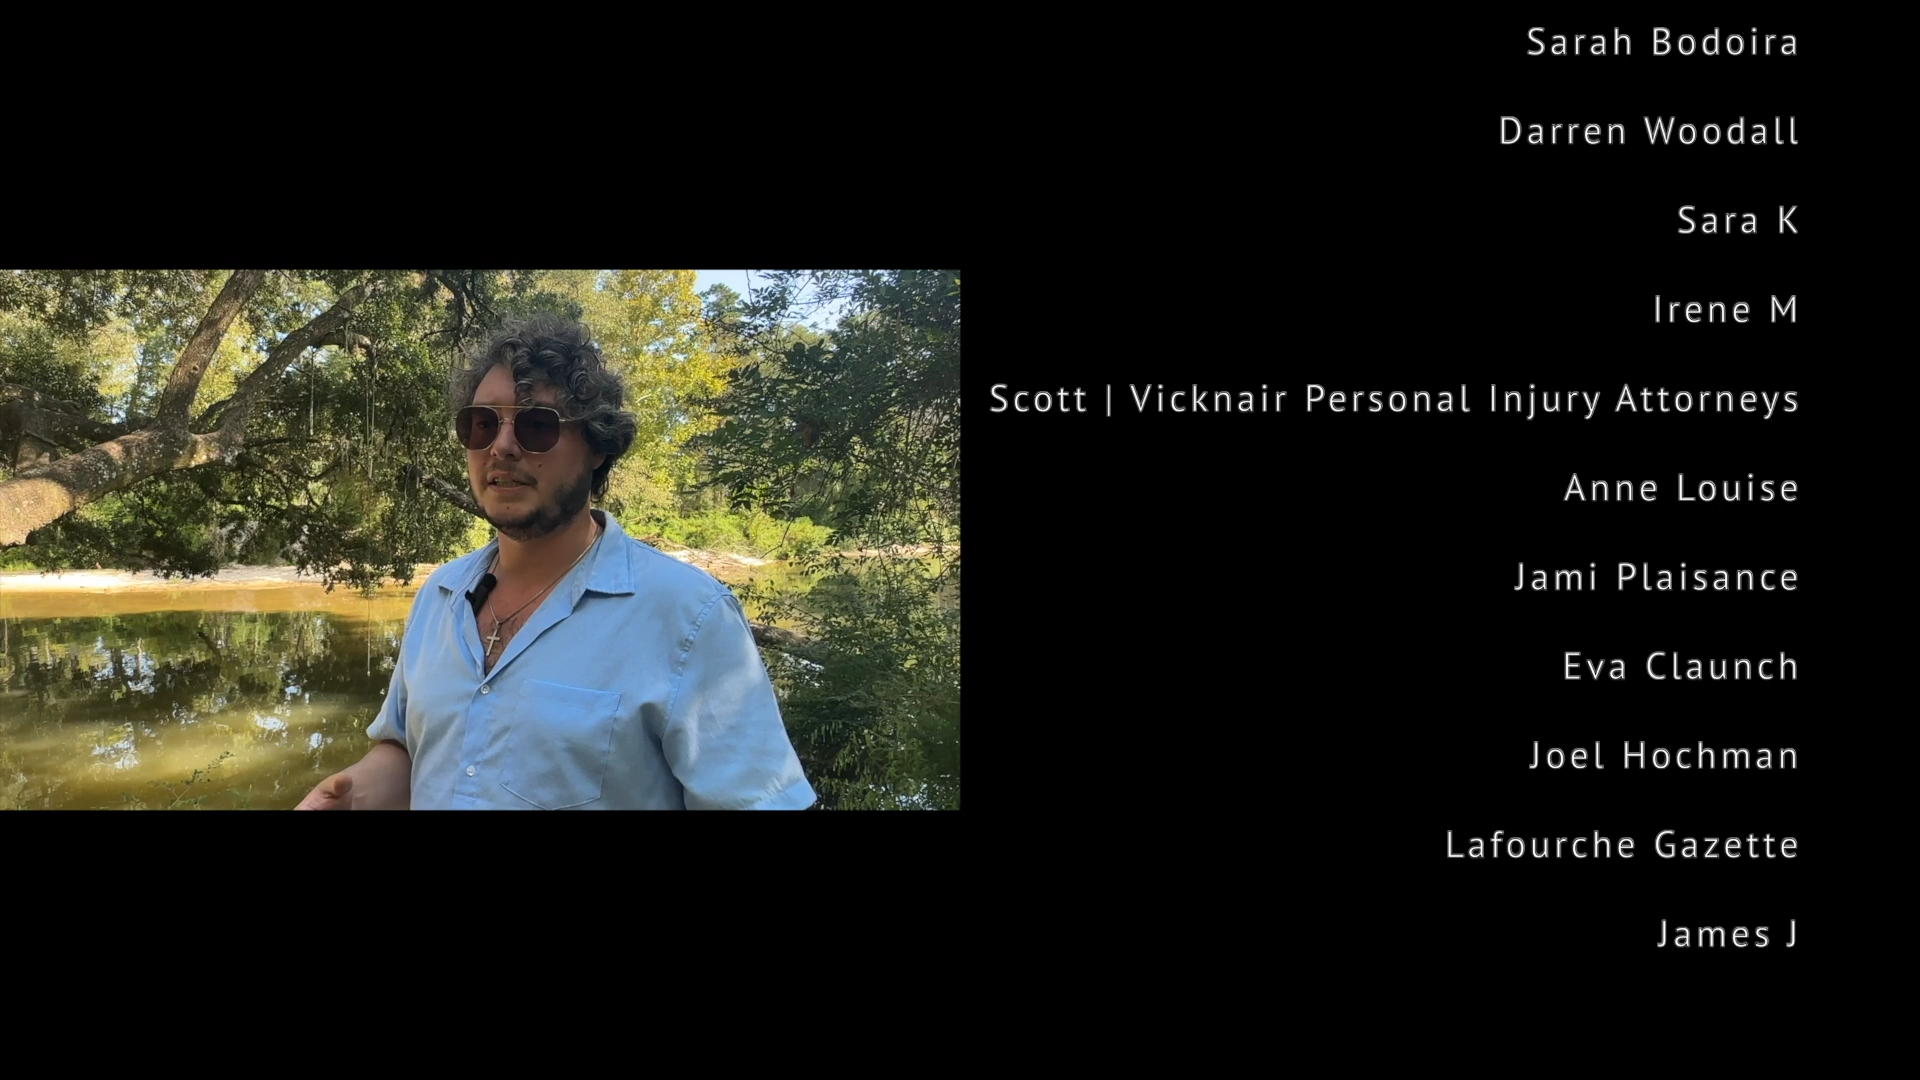 Sarah Bodoira
Darren Woodall
Sara K
Irene M
Scott | Vicknair Personal Injury Attorneys
Anne Louise
Jami Plaisance
Eva Claunch
Joel Hochman
Lafourche Gazette
James J